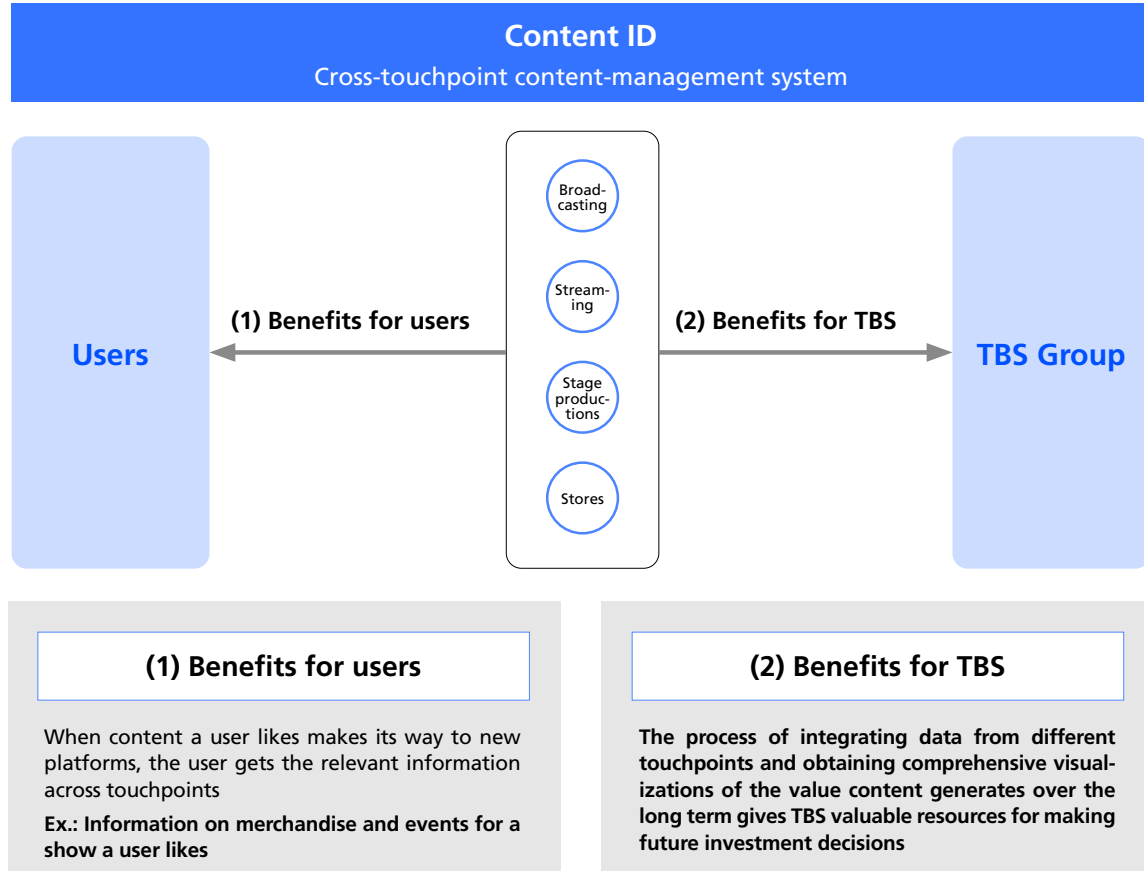 Content ID
Cross-touchpoint content-management system
Users
(1) Benefits for users
Broad-
casting
Stream-
ing
Stage
produc-
tions
Stores
(2) Benefits for TBS
TBS Group
(1) Benefits for users
When content a user likes makes its way to new
platforms, the user gets the relevant information
across touchpoints
Ex.: Information on merchandise and events for a
show a user likes
(2) Benefits for TBS
The process of integrating data from different
touchpoints and obtaining comprehensive visual-
izations of the value content generates over the
long term gives TBS valuable resources for making
future investment decisions